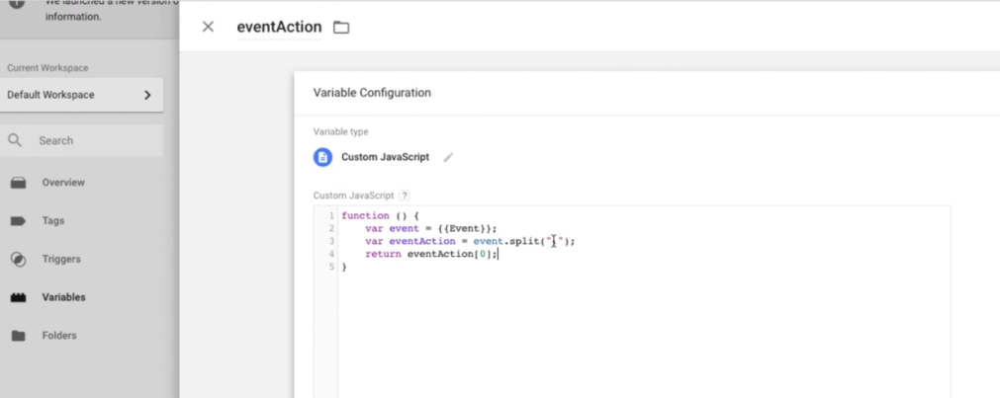 We launched a new version o
information.
eventAction
Current Workspace
Default Workspace
Search
Overview
Tags
Triggers
Variables
Folders
Variable Configuration
Variable type
Custom JavaScript
Custom JavaScript ?
1 function () {
2 var event = {{Event}};
3 var eventAction = event.split(" ");
4 return eventAction[0];
5 }